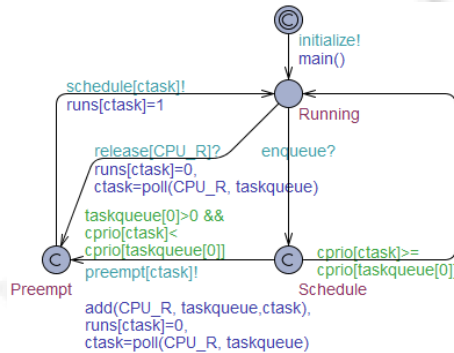 initialize!
main()
schedule[ctask]!
runs[ctask]=1
Running
release[CPU_R]?
enqueue?
runs[ctask]=0,
ctask=poll(CPU_R, taskqueue)
taskqueue[0]>0 &&
cprio[ctask]<
cprio[taskqueue[0]]
cprio[ctask]>=
cprio[taskqueue[0]]
C
C
Preempt
preempt[ctask]!
Schedule
add(CPU_R, taskqueue,ctask),
runs[ctask]=0,
ctask=poll(CPU_R, taskqueue)